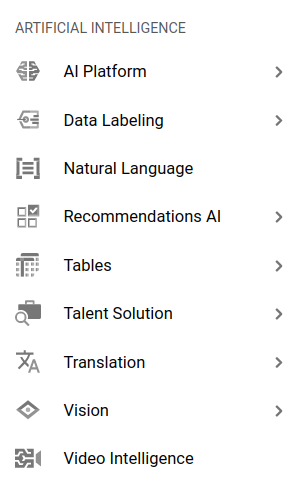 ARTIFICIAL INTELLIGENCE
AI Platform
Data Labeling
Natural Language
Recommendations AI
Tables
Talent Solution
Translation
Vision
Video Intelligence